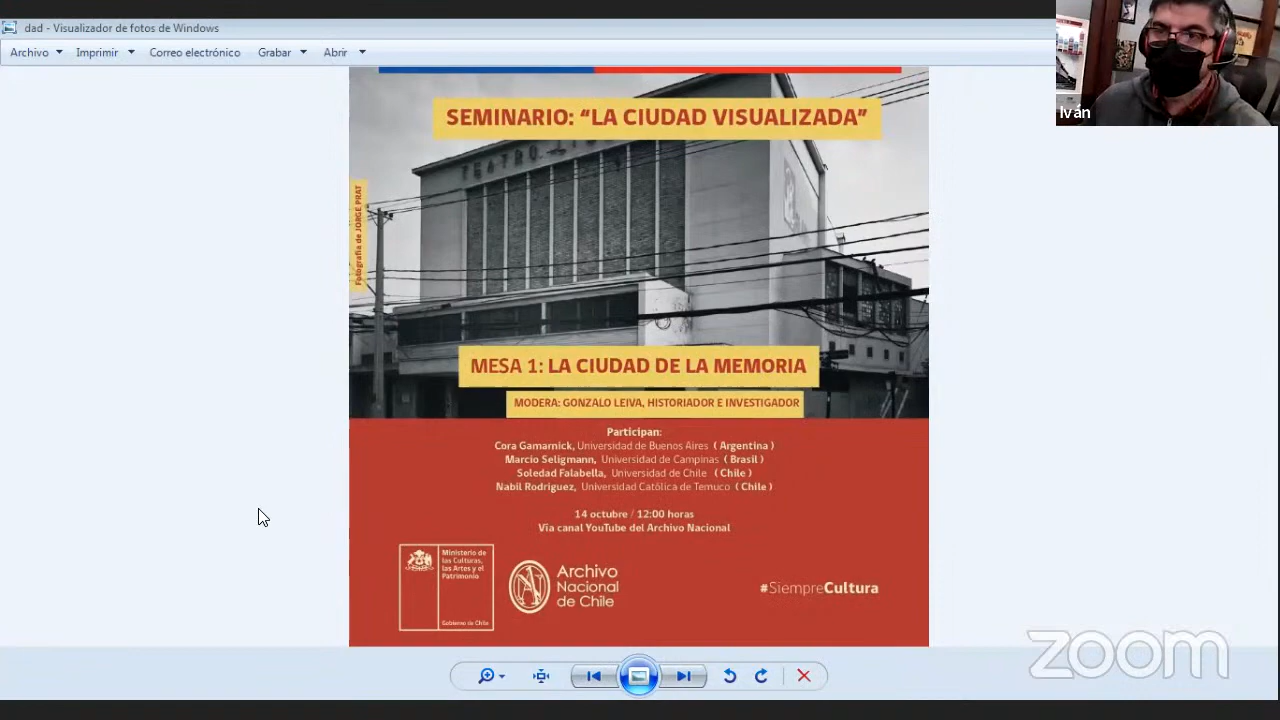 dad - Visualizador de fotos de Windows
Archivo Imprimir Correo electrónico Grabar Abrir
Iván
SEMINARIO: “LA CIUDAD VISUALIZADA”
TEATRO
Fotografía de JORGE PRAT
MESA 1: LA CIUDAD DE LA MEMORIA
MODERA: GONZALO LEIVA, HISTORIADOR E INVESTIGADOR
Participan:
Cora Gamarnick, Universidad de Buenos Aires ( Argentina )
Marcio Seligmann, Universidad de Campinas ( Brasil )
Soledad Falabella, Universidad de Chile ( Chile )
Nabil Rodriguez, Universidad Católica de Temuco ( Chile )
14 octubre / 12:00 horas
Vía canal YouTube del Archivo Nacional
Ministerio de
las Culturas,
las Artes y el
Patrimonio
Gobierno de Chile
Archivo
Nacional
de Chile
#SiempreCultura
zoom